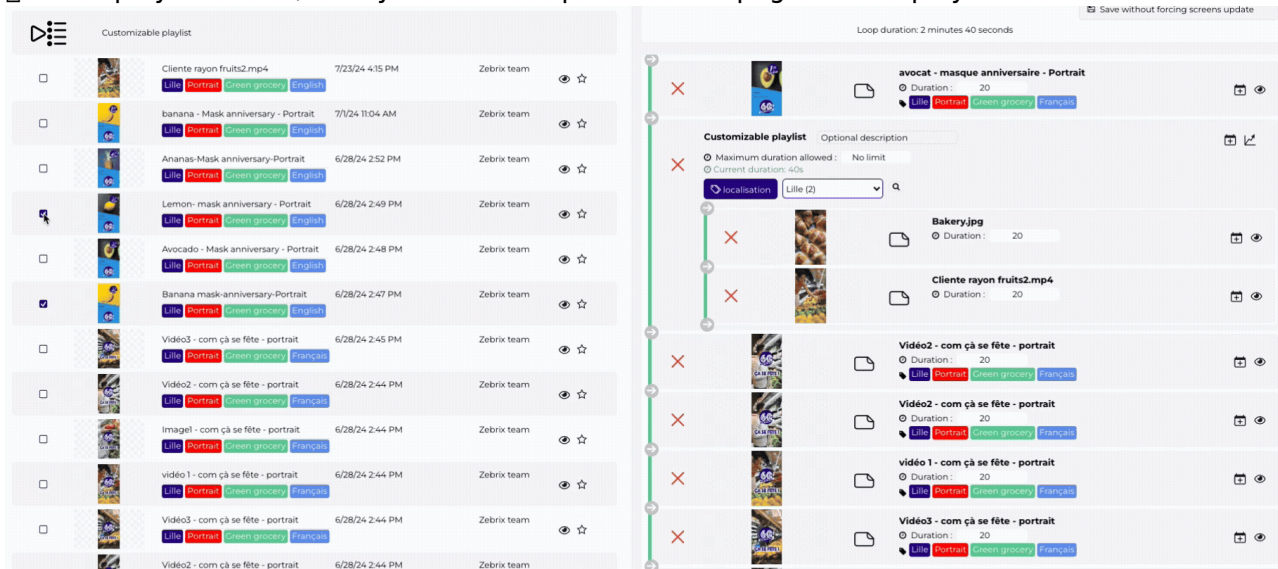 Save without forcing screens update
Customizable playlist
Loop duration: 2 minutes 40 seconds
Cliente rayon fruits2.mp4 7/23/24 4:15 PM Zebrix team
Lille Portrait Green grocery English
banana - Mask anniversary - Portrait 7/1/24 11:04 AM Zebrix team
Lille Portrait Green grocery English
Ananas-Mask anniversary-Portrait 6/28/24 2:52 PM Zebrix team
Lille Portrait Green grocery English
Lemon- mask anniversary - Portrait 6/28/24 2:49 PM Zebrix team
Lille Portrait Green grocery English
Avocado - Mask anniversary - Portrait 6/28/24 2:48 PM Zebrix team
Lille Portrait Green grocery English
Banana mask-anniversary-Portrait 6/28/24 2:47 PM Zebrix team
Lille Portrait Green grocery English
Vidéo3 - com çà se fête - portrait 6/28/24 2:45 PM Zebrix team
Lille Portrait Green grocery Français
Vidéo2 - com çà se fête - portrait 6/28/24 2:44 PM Zebrix team
Lille Portrait Green grocery Français
Image1 - com çà se fête - portrait 6/28/24 2:44 PM Zebrix team
Lille Portrait Green grocery Français
vidéo 1 - com çà se fête - portrait 6/28/24 2:44 PM Zebrix team
Lille Portrait Green grocery Français
Vidéo3 - com çà se fête - portrait 6/28/24 2:44 PM Zebrix team
Lille Portrait Green grocery Français
Vidéo2 - com çà se fête - portrait 6/28/24 2:44 PM Zebrix team
avocat - masque anniversaire - Portrait
Duration : 20
Lille Portrait Green grocery Français
Customizable playlist Optional description
Maximum duration allowed : No limit
Current duration: 40s
localisation Lille (2)
Bakery.jpg
Duration : 20
Cliente rayon fruits2.mp4
Duration : 20
Vidéo2 - com çà se fête - portrait
Duration : 20
Lille Portrait Green grocery Français
Vidéo2 - com çà se fête - portrait
Duration : 20
Lille Portrait Green grocery Français
vidéo 1 - com çà se fête - portrait
Duration : 20
Lille Portrait Green grocery Français
Vidéo3 - com çà se fête - portrait
Duration : 20
Lille Portrait Green grocery Français